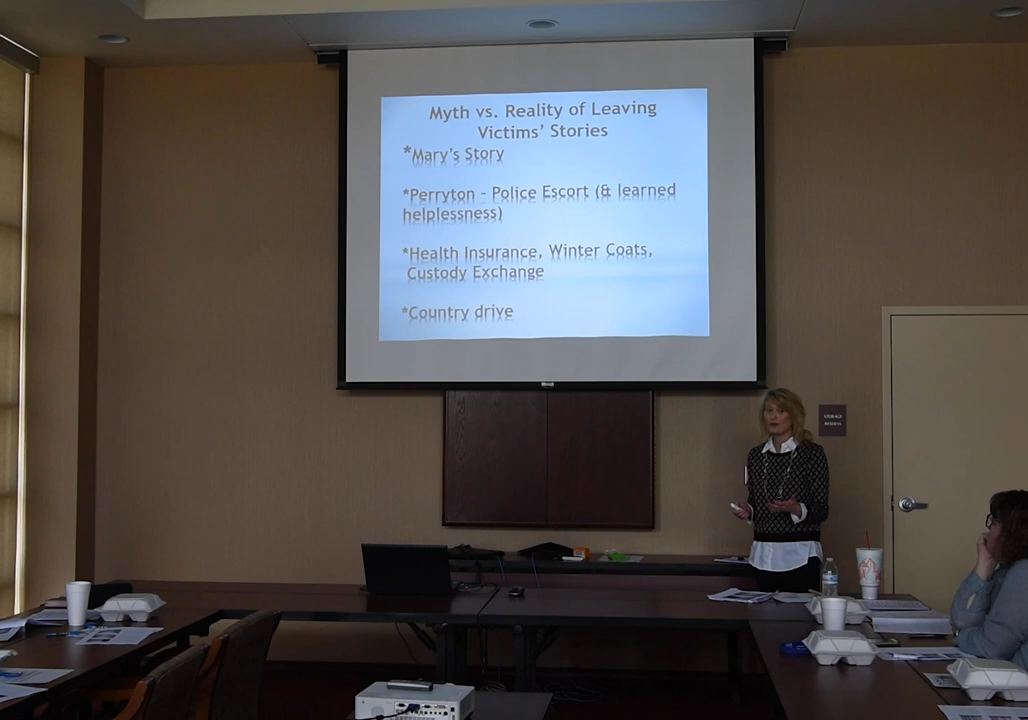 Myth vs. Reality of Leaving
Victims' Stories
*Mary's Story
*Perryton - Police Escort (& learned
helplessness)
*Health Insurance, Winter Coats,
Custody Exchange
*Country drive
STORAGE